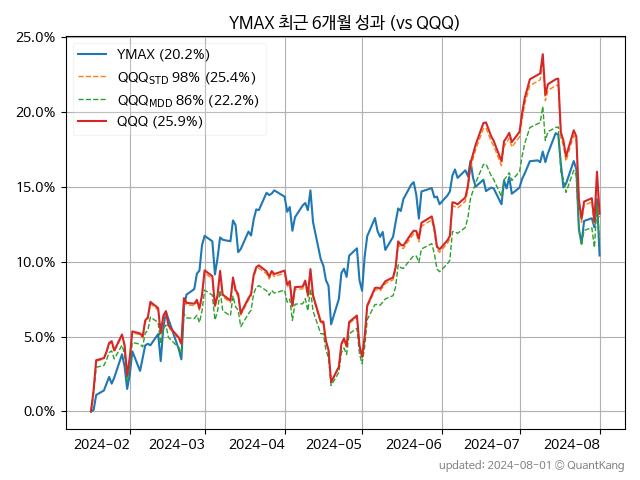 YMAX 최근 6개월 성과 (vs QQQ)
25.0%
20.0%
15.0%
10.0%
5.0%
0.0%
YMAX (20.2%)
QQQSTD 98% (25.4%)
QQQMDD 86% (22.2%)
QQQ (25.9%)
2024-02 2024-03 2024-04 2024-05 2024-06 2024-07 2024-08
updated: 2024-08-01 © QuantKang